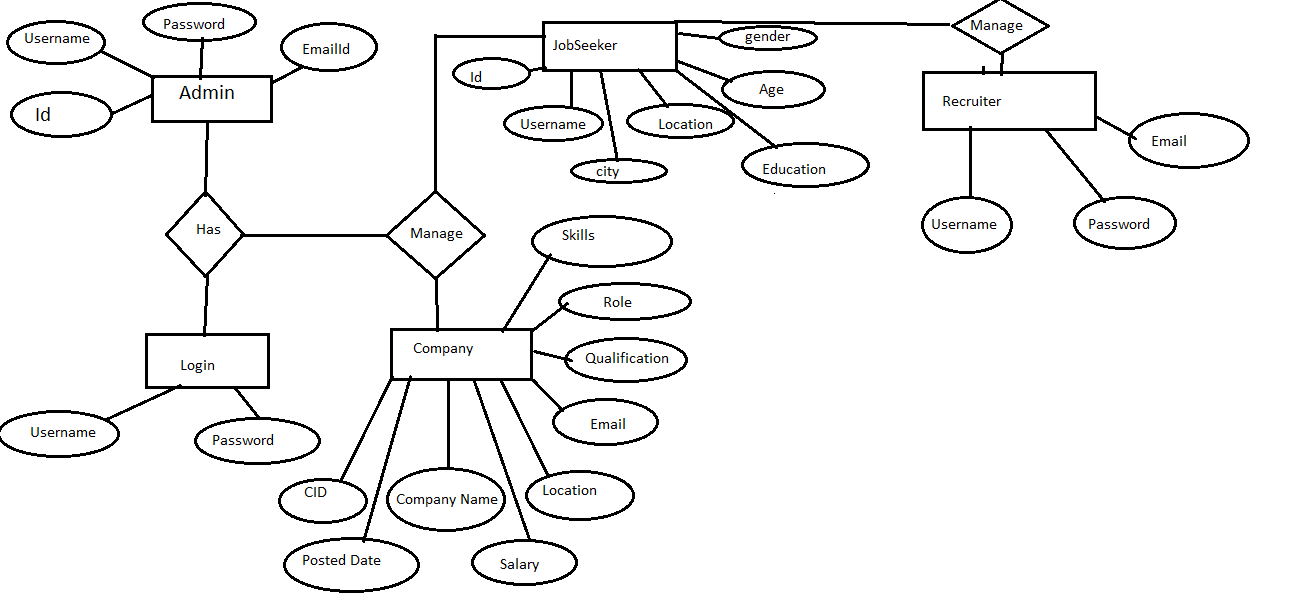 Username
Password
EmailId
Id
Admin
JobSeeker
gender
Manage
Id
Age
Username
Location
city
Education
Recruiter
Email
Username
Password
Has
Manage
Skills
Role
Company
Qualification
Email
Login
Username
Password
CID
Company Name
Location
Posted Date
Salary